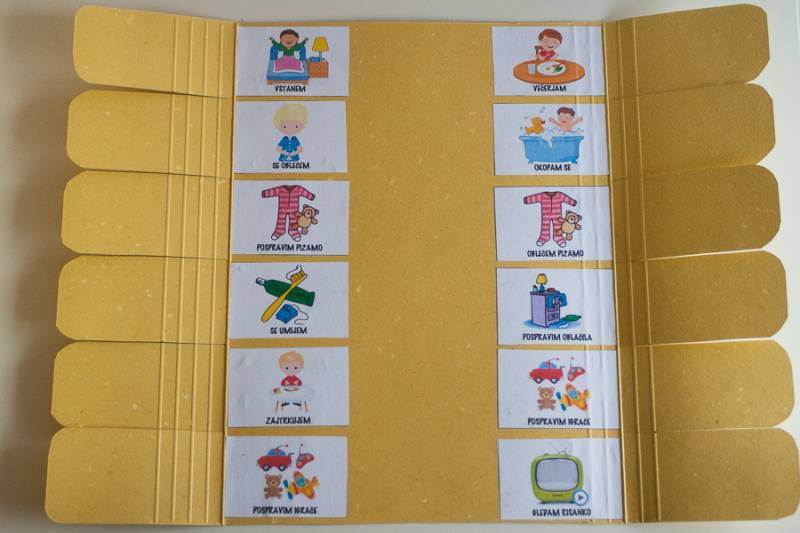 VSTANEM
SE OBLEČEM
POSPRAVIM PIŽAMO
SE UMIJEM
ZAJTRKUJEM
POSPRAVIM IGRAČE
VEČERJAM
OKOPAM SE
OBLEČEM PIŽAMO
POSPRAVIM OBLAČILA
POSPRAVIM IGRAČE
GLEDAM RISANKO